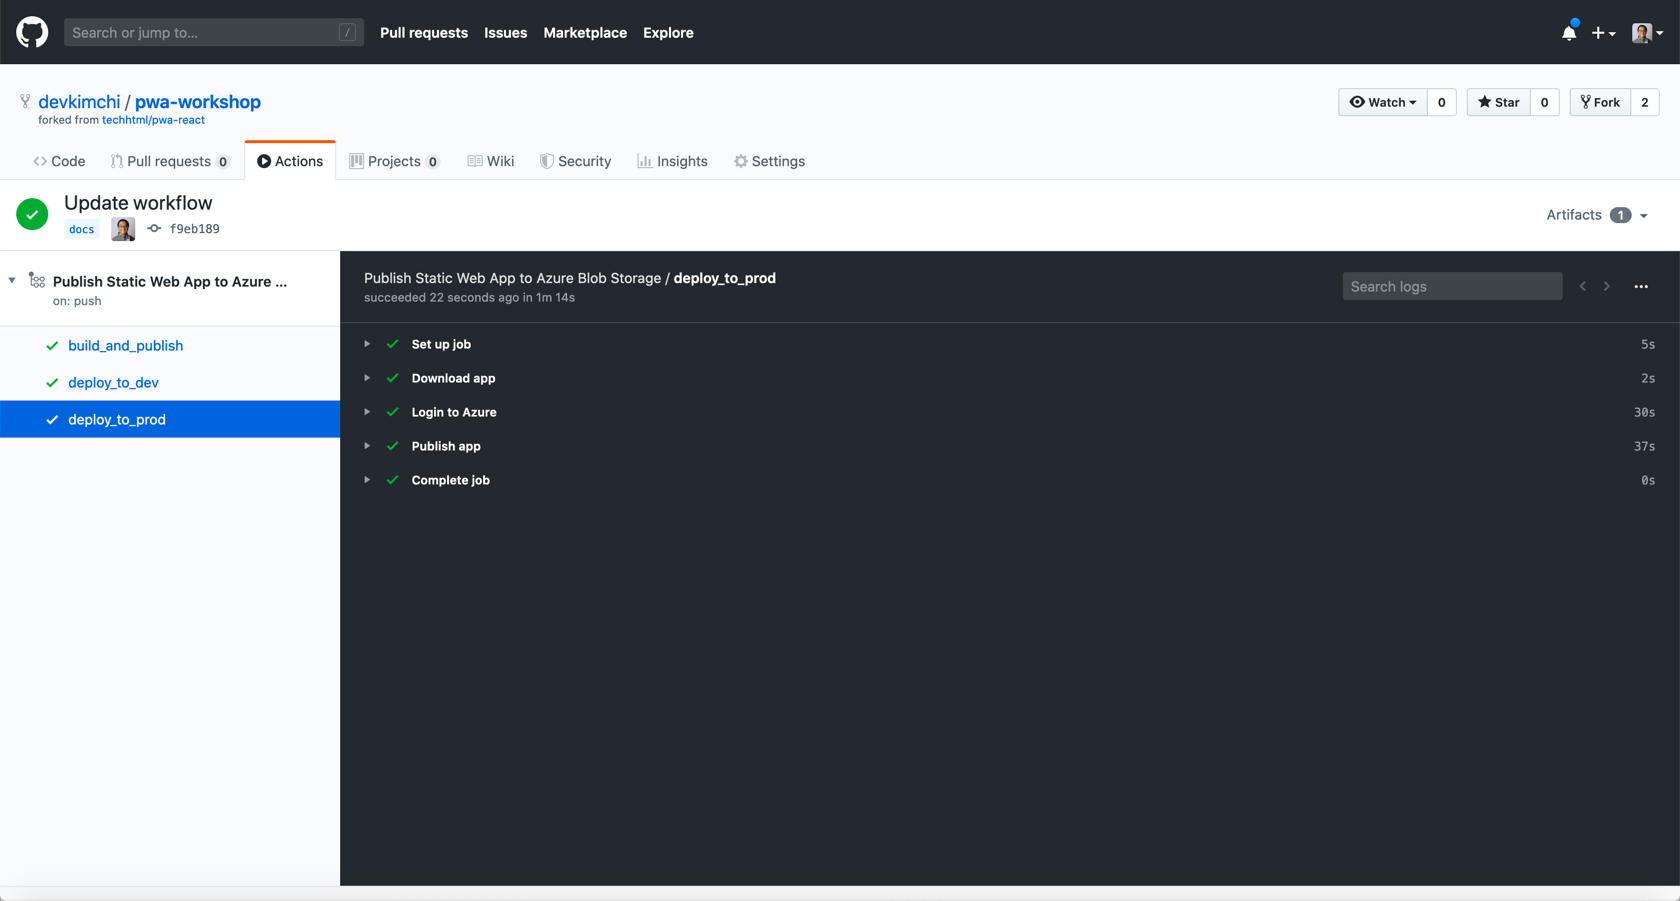 Search or jump to... /
Pull requests Issues Marketplace Explore
devkimchi / pwa-workshop
forked from techhtml/pwa-react
Watch 0 Star 0 Fork 2
Code Pull requests 0 Actions Projects 0 Wiki Security Insights Settings
Update workflow
docs f9eb189
Artifacts 1
Publish Static Web App to Azure ...
on: push
build_and_publish
deploy_to_dev
deploy_to_prod
Publish Static Web App to Azure Blob Storage / deploy_to_prod
succeeded 22 seconds ago in 1m 14s
Search logs
Set up job 5s
Download app 2s
Login to Azure 30s
Publish app 37s
Complete job 0s